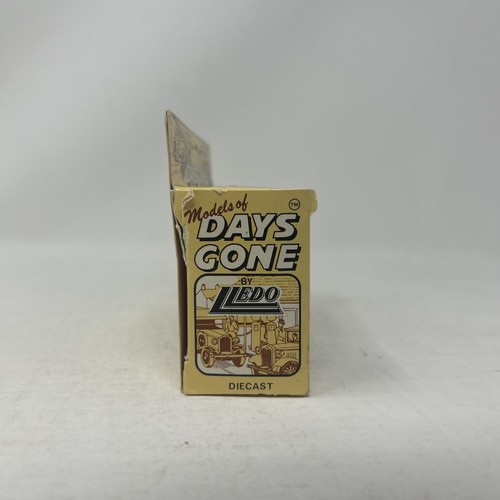 Models of
TM
DAYS
GONE
BY
LLEDO
DIECAST